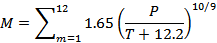 M = ∑_{m=1}^{12} 1.65 (P / (T + 12.2))^{10/9}